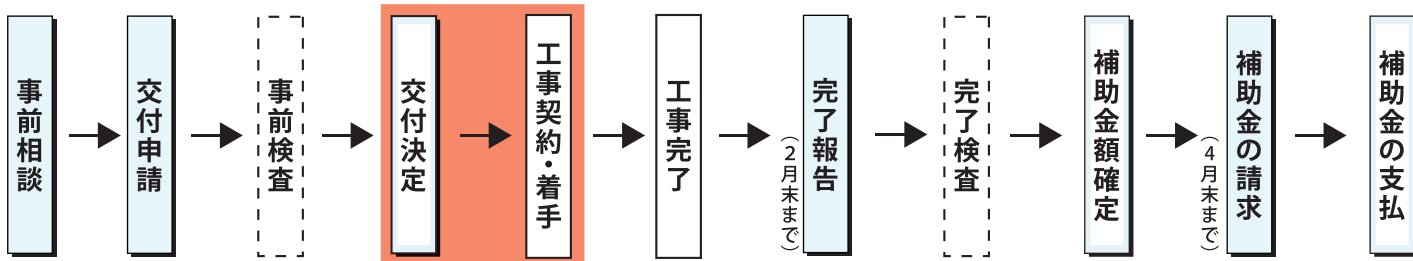 事前相談
交付申請
事前検査
交付決定
工事契約・着手
工事完了
完了報告
(2月末まで)
完了検査
補助金額確定
補助金の請求
(4月末まで)
補助金の支払